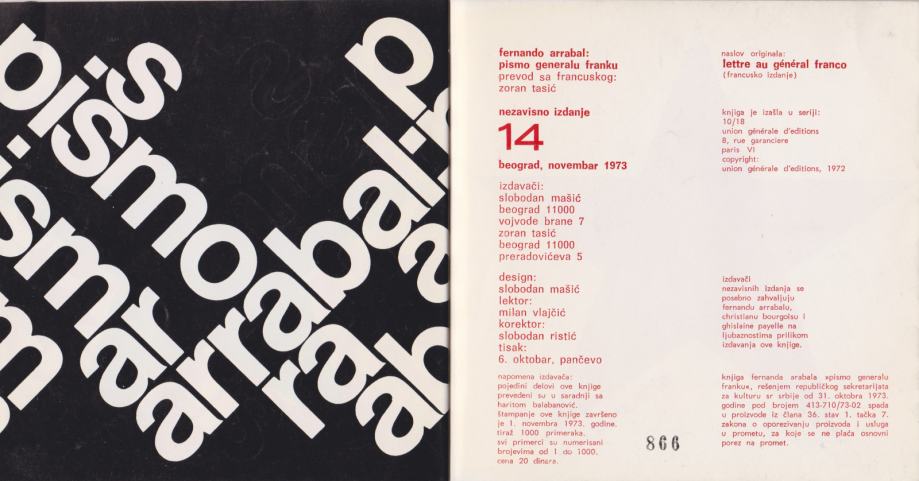 pismo
arrabal
pismo
arrabal
fernando arrabal:
pismo generalu franku
prevod sa francuskog:
zoran tasić
nezavisno izdanje
14
beograd, novembar 1973
izdavači:
slobodan mašić
beograd 11000
vojvode brane 7
zoran tasić
beograd 11000
preradovićeva 5
design:
slobodan mašić
lektor:
milan vlajčić
korektor:
slobodan ristić
tisak:
6. oktobar, pančevo
napomena izdavača:
pojedini delovi ove knjige
prevedeni su u saradnji sa
haritom balabanović.
štampanje ove knjige završeno
je 1. novembra 1973. godine.
tiraž 1000 primeraka.
svi primerci su numerisani
brojevima od 1 do 1000.
cena 20 dinara.
866
naslov originala:
lettre au général franco
(francusko izdanje)
knjiga je izašla u seriji:
10/18
union générale d'editions
8, rue garanciere
paris VI
copyright:
union générale d'editions, 1972
izdavači
nezavisnih izdanja se
posebno zahvaljuju
fernandu arrabalu,
christianu bourgoisu i
ghislaine payelle na
ljubaznostima prilikom
izdavanja ove knjige.
knjiga fernanda arabala »pismo generalu
franku«, rešenjem republičkog sekretarijata
za kulturu sr srbije od 31. oktobra 1973.
godine pod brojem 413-710/73-02 spada
u proizvode iz člana 36. stav 1. tačka 7.
zakona o oporezivanju proizvoda i usluga
u prometu, za koje se ne plaća osnovni
porez na promet.